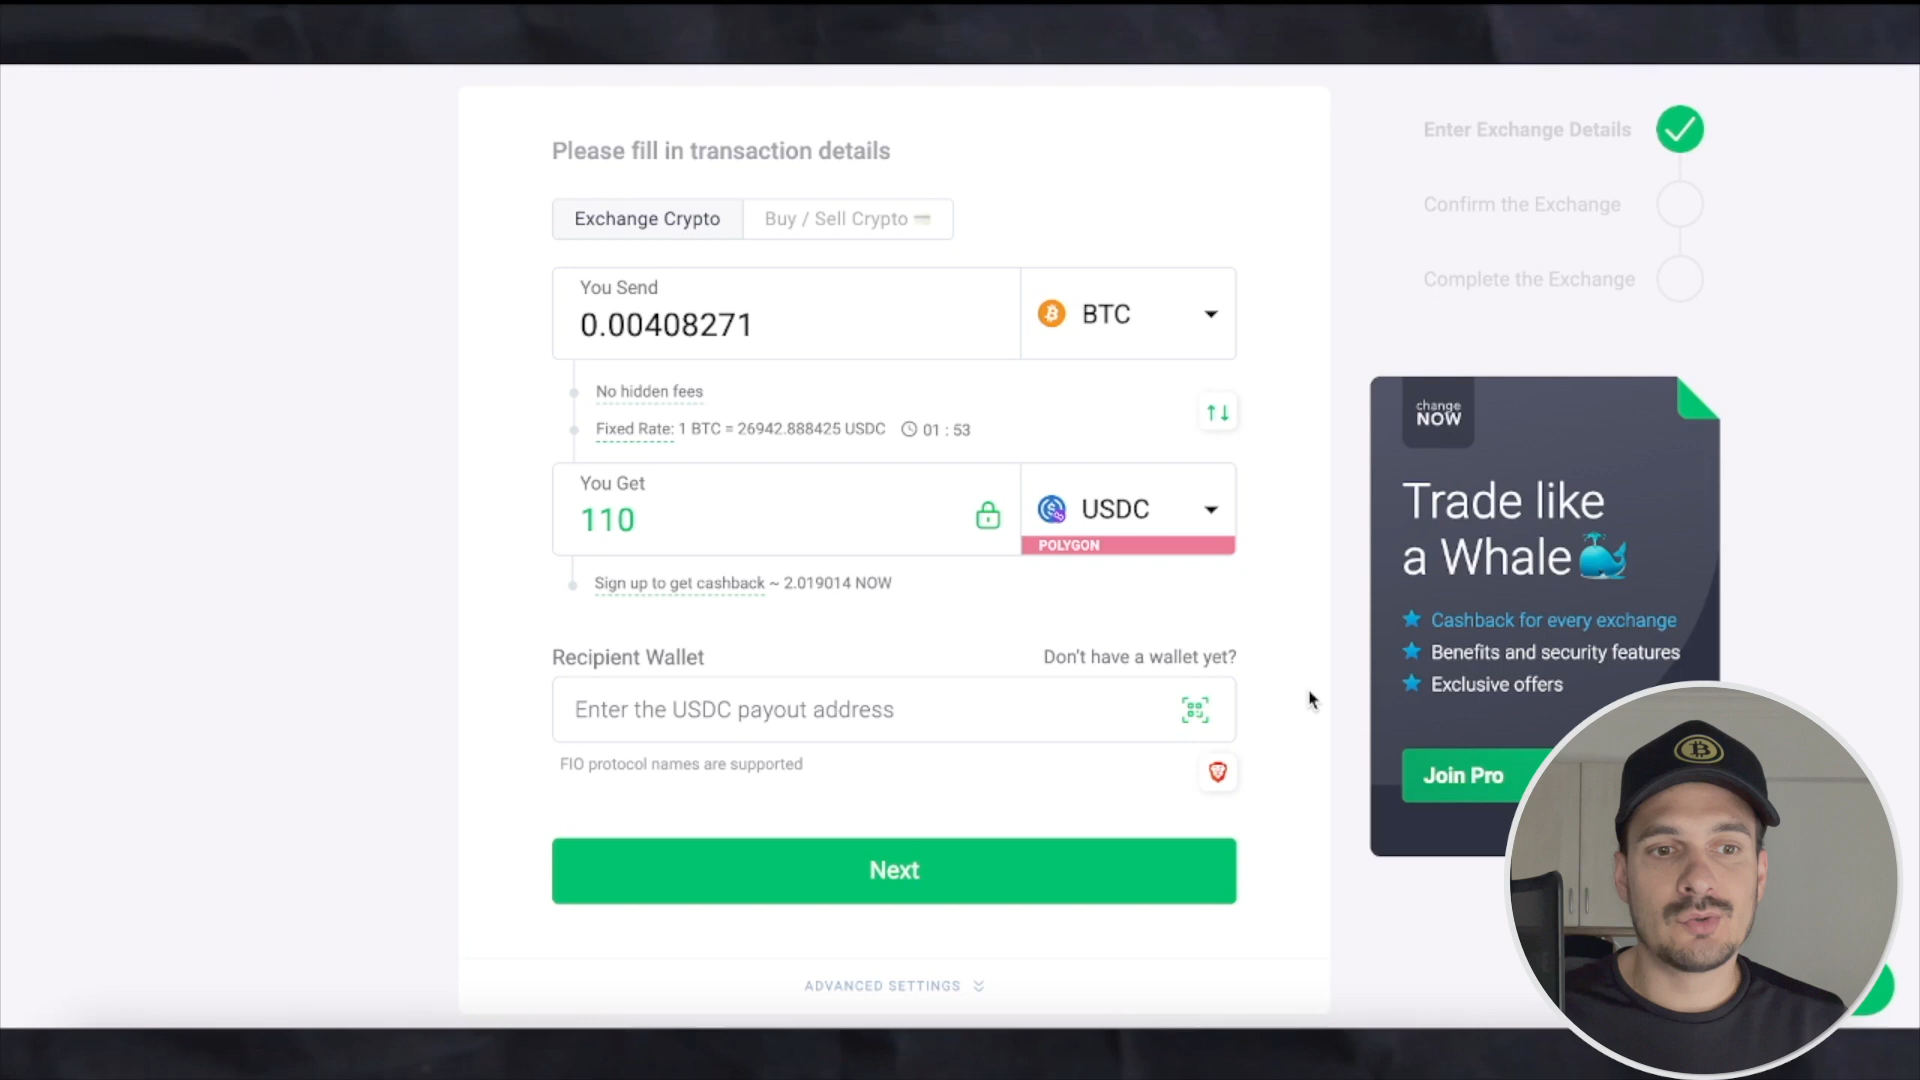 Please fill in transaction details
Exchange Crypto
Buy / Sell Crypto
You Send
0.00408271
BTC
No hidden fees
Fixed Rate: 1 BTC = 26942.888425 USDC 01 : 53
You Get
110
USDC
POLYGON
Sign up to get cashback ~ 2.019014 NOW
Recipient Wallet
Don't have a wallet yet?
Enter the USDC payout address
FIO protocol names are supported
Next
ADVANCED SETTINGS
Enter Exchange Details
Confirm the Exchange
Complete the Exchange
change
NOW
Trade like
a Whale
Cashback for every exchange
Benefits and security features
Exclusive offers
Join Pro